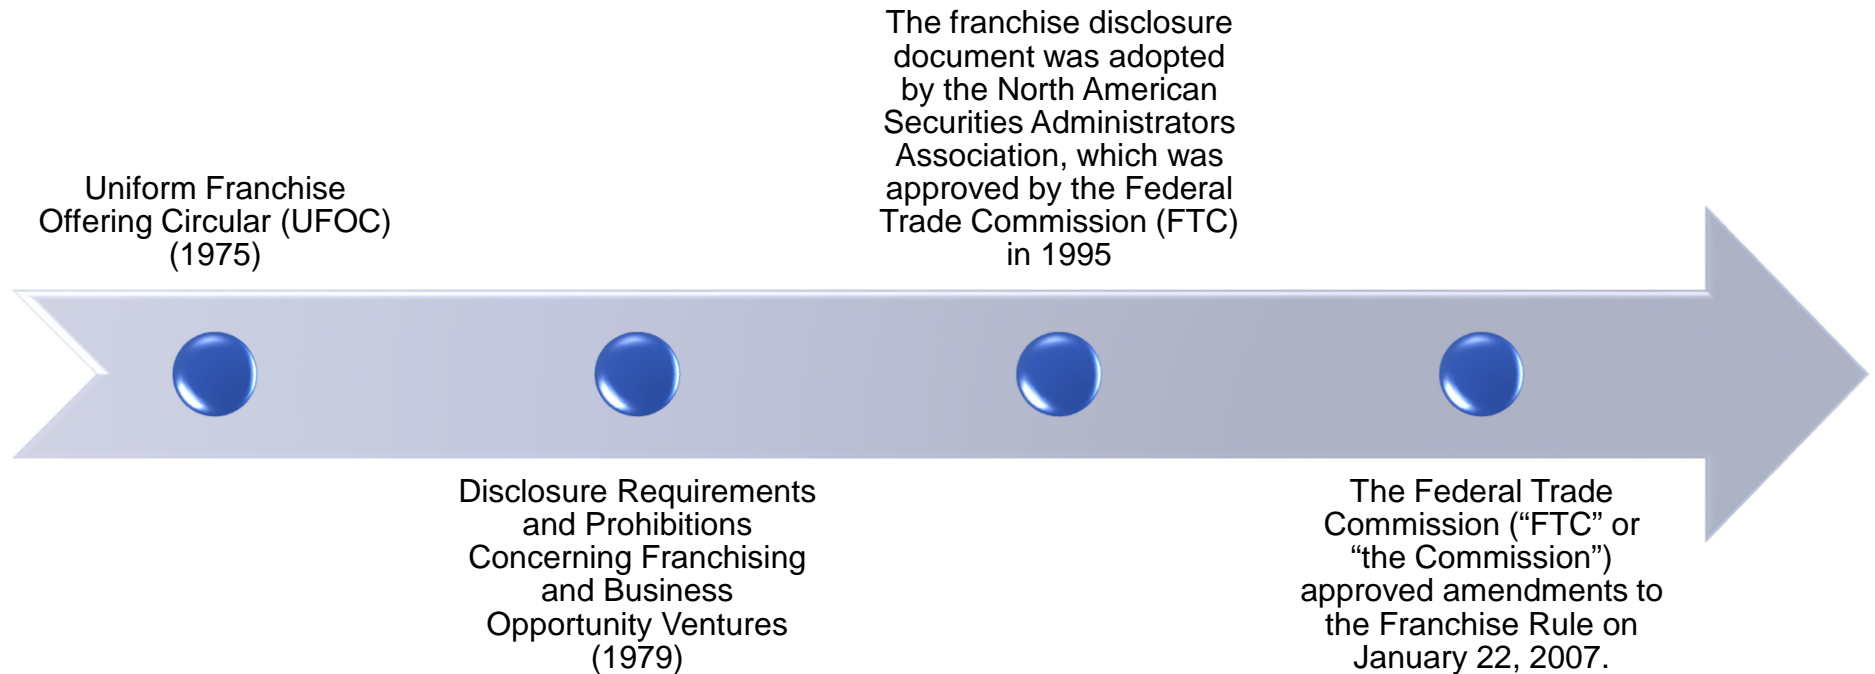 Uniform Franchise
Offering Circular (UFOC)
(1975)
Disclosure Requirements
and Prohibitions
Concerning Franchising
and Business
Opportunity Ventures
(1979)
The franchise disclosure
document was adopted
by the North American
Securities Administrators
Association, which was
approved by the Federal
Trade Commission (FTC)
in 1995
The Federal Trade
Commission (“FTC” or
“the Commission”)
approved amendments to
the Franchise Rule on
January 22, 2007.